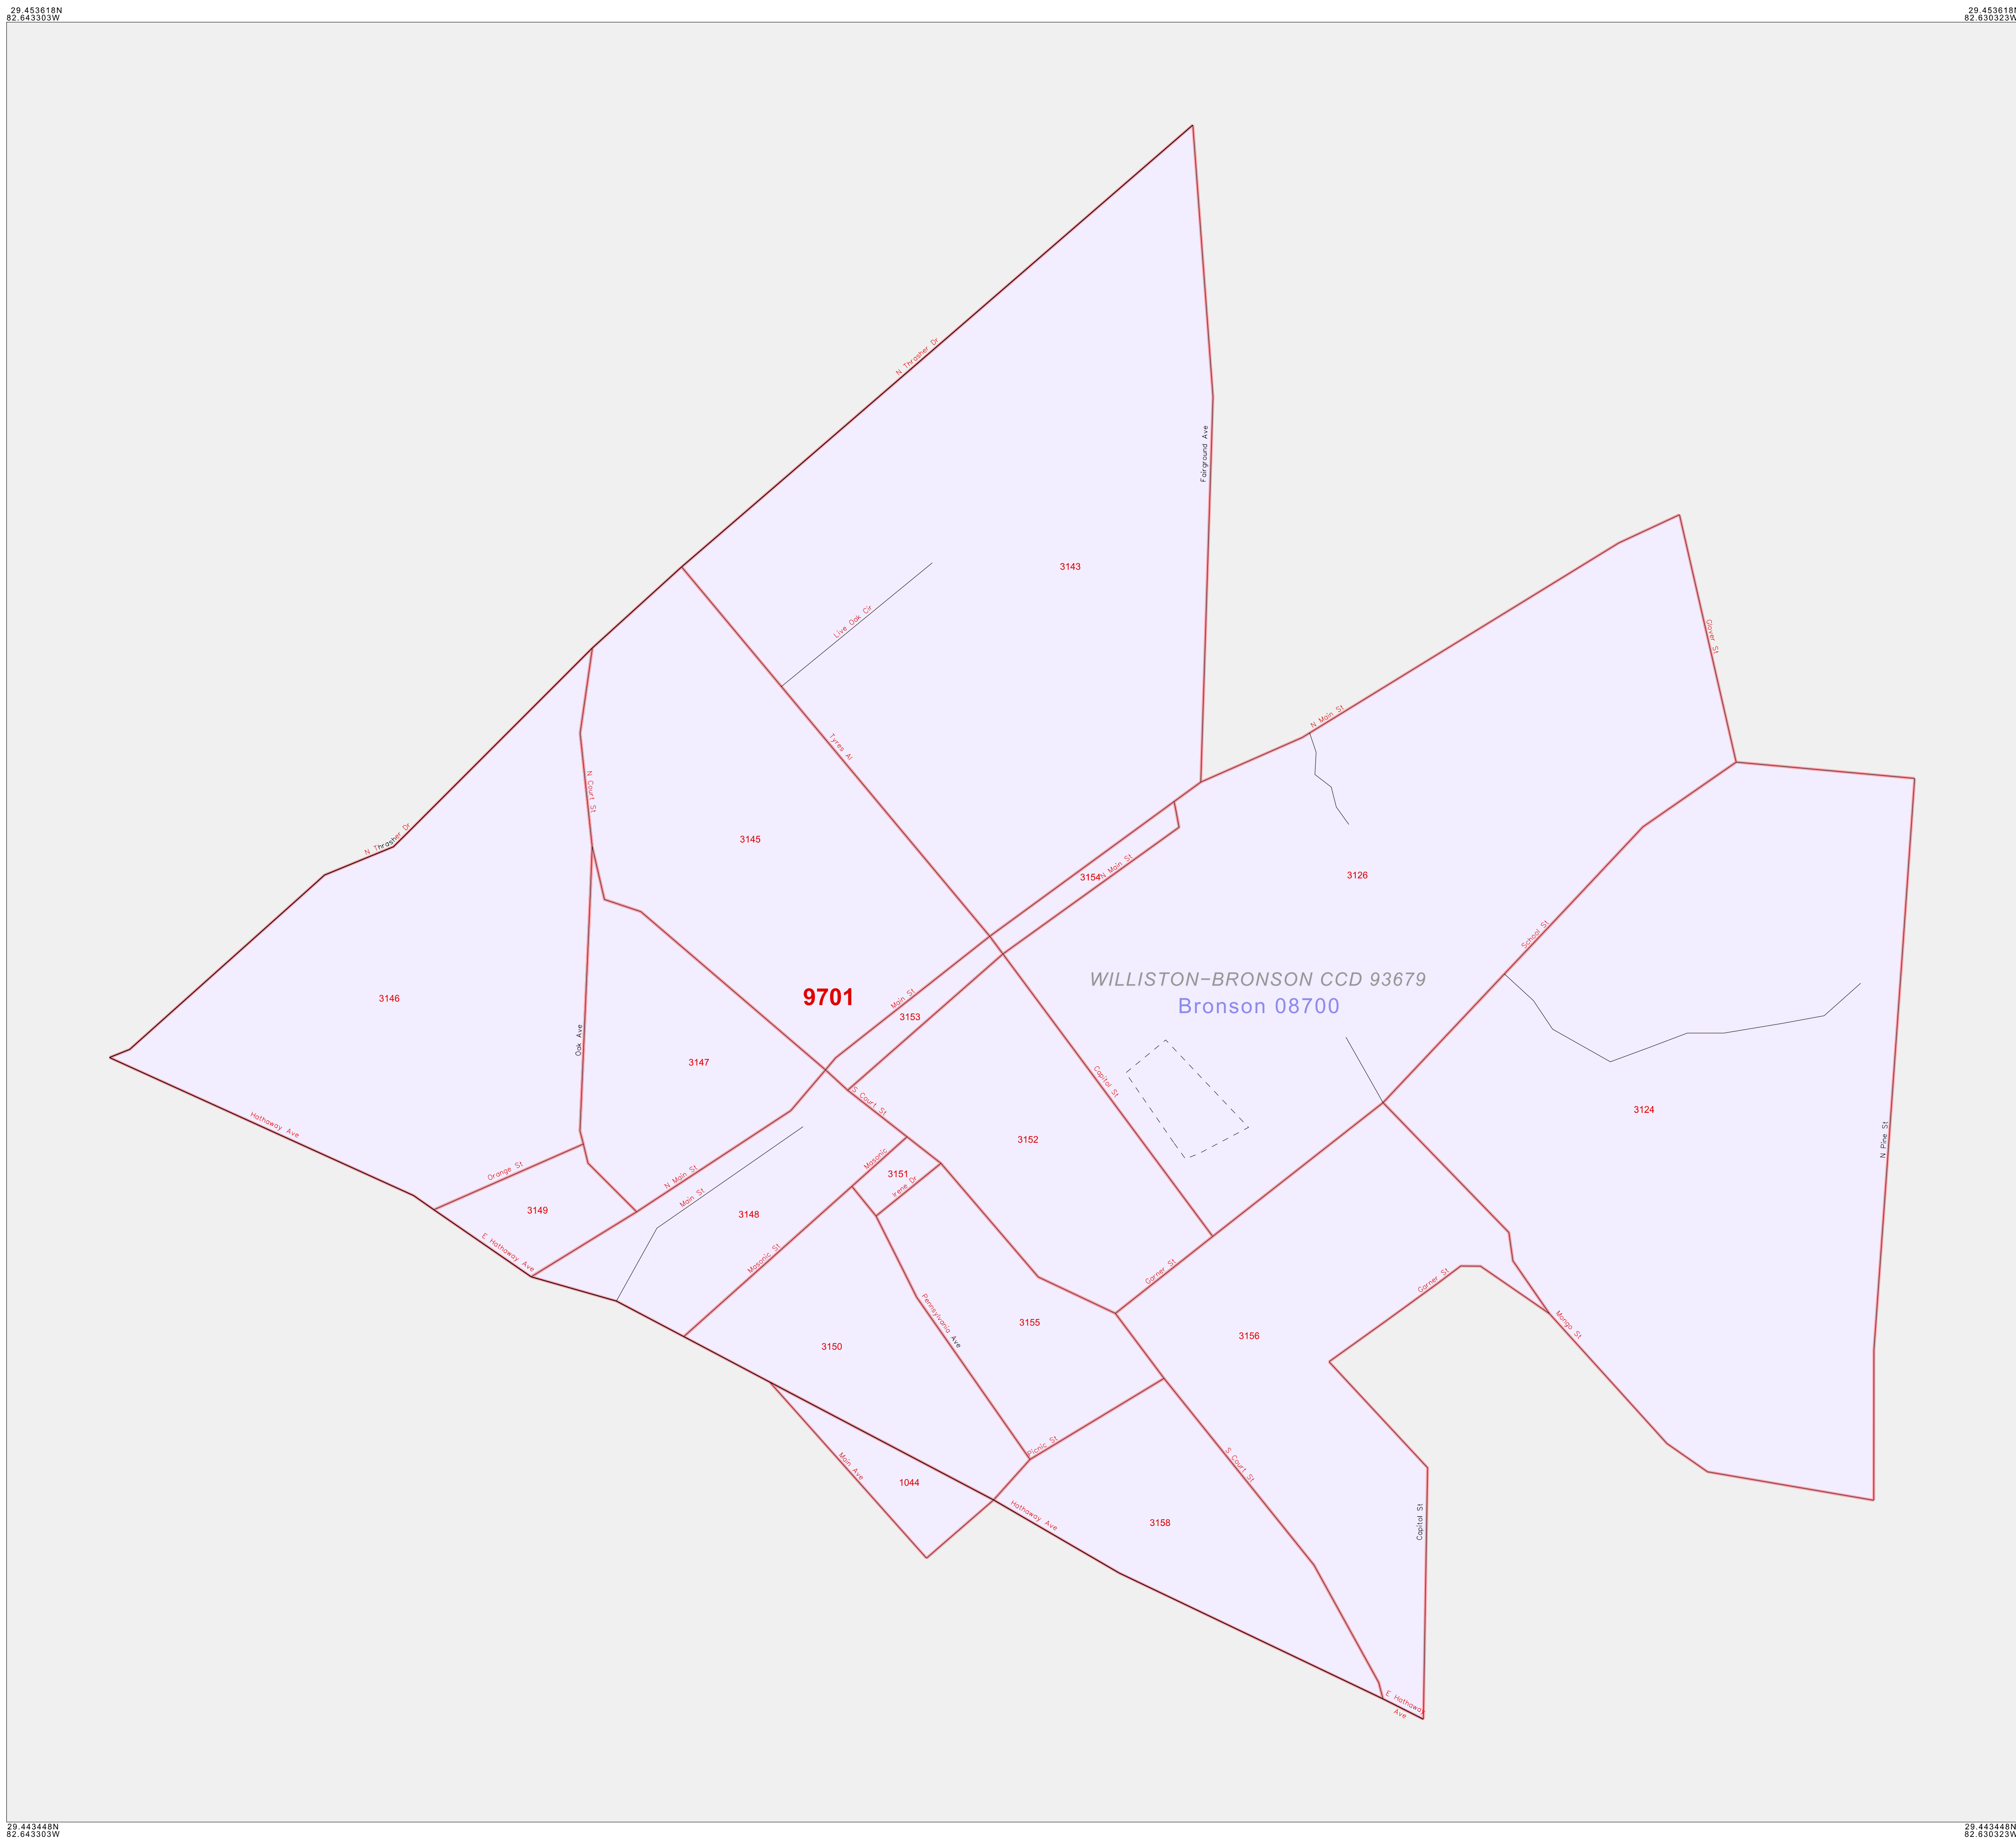 29.453618N
82.643303W
29.453618N
82.630323W
N Thrasher Dr
Fairground Ave
3143
Live Oak Cir
Glover St
N Main St
Tyres Al
N Court St
N Thrasher Dr
3145
3154
N Main St
3126
School St
WILLISTON-BRONSON CCD 93679
Bronson 08700
9701
3146
Main St
3153
Oak Ave
3147
Capitol St
S Court St
3124
N Pine St
Hathaway Ave
3152
Masonic
Orange St
3151
N Main St
Irene Dr
Main St
3149
3148
E Hathaway Ave
Masonic St
Garner St
Garner St
Pennsylvania Ave
3155
3156
Mongo St
3150
Picnic St
S Court St
Main Ave
1044
Hathaway Ave
3158
Capitol St
E Hathaway
Ave
29.443448N
82.643303W
29.443448N
82.630323W